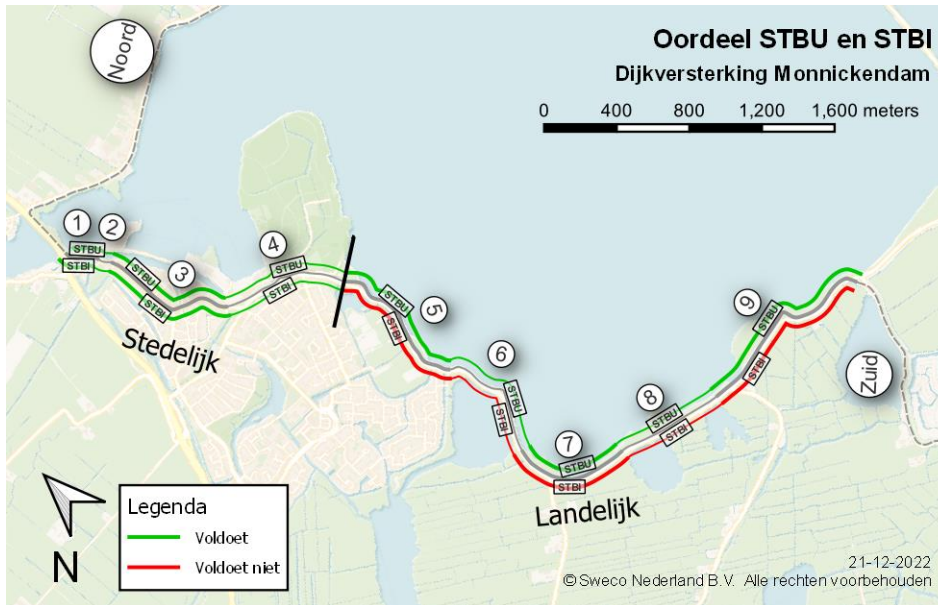 Oordeel STBU en STBI
Dijkversterking Monnickendam
0 400 800 1,200 1,600 meters
Noord
1 2
STBU
STBI
3
STBU
STBI
4
STBU
STBI
Stedelijk
5
STBU
STBI
6
STBU
STBI
7
STBU
STBI
8
STBU
STBI
9
STBU
STBI
Zuid
Landelijk
N
Legenda
Voldoet
Voldoet niet
21-12-2022
© Sweco Nederland B.V. Alle rechten voorbehouden